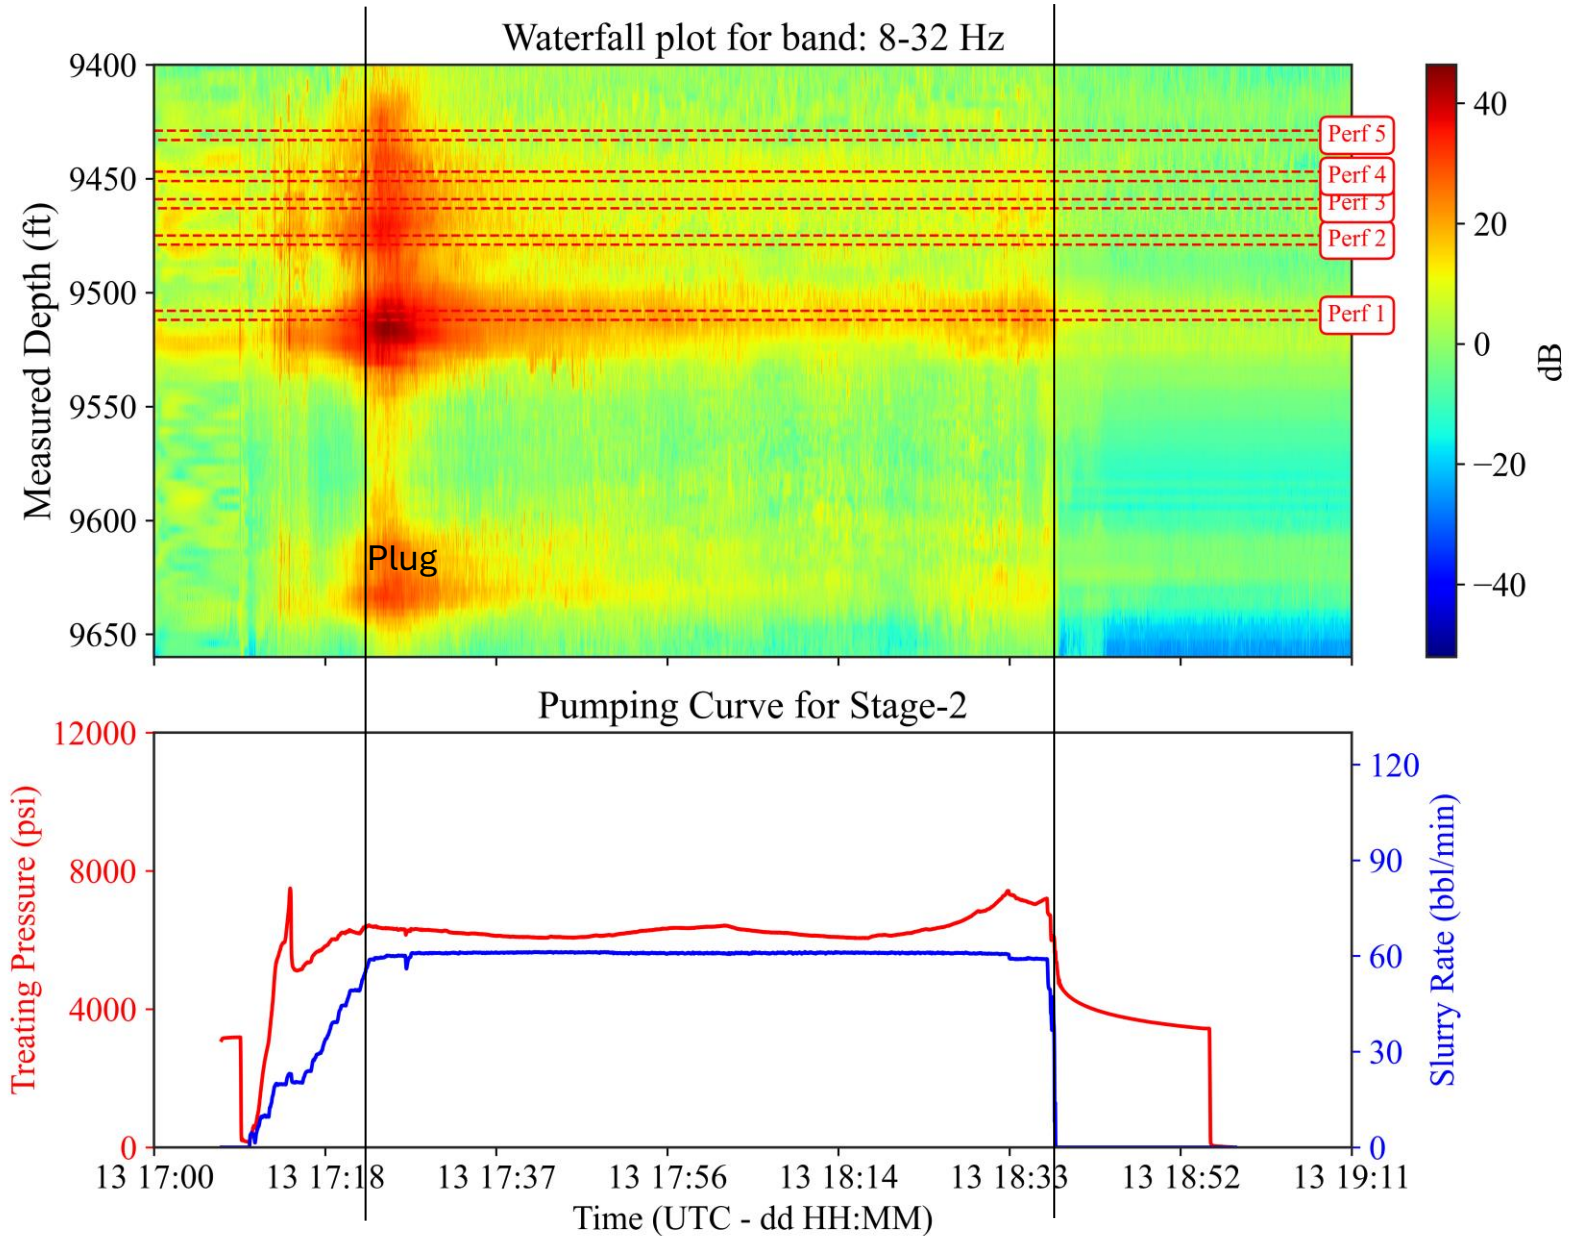 Waterfall plot for band: 8-32 Hz
Measured Depth (ft)
9400
9450
9500
9550
9600
9650
Perf 5
Perf 4
Perf 3
Perf 2
Perf 1
Plug
40
20
0
−20
−40
dB
Pumping Curve for Stage-2
Treating Pressure (psi)
12000
8000
4000
0
120
90
60
30
0
Slurry Rate (bbl/min)
13 17:00 13 17:18 13 17:37 13 17:56 13 18:14 13 18:33 13 18:52 13 19:11
Time (UTC - dd HH:MM)